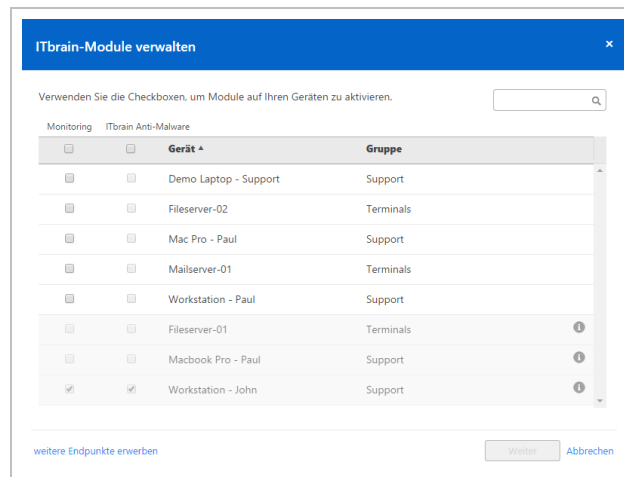 ITbrain-Module verwalten ×
Verwenden Sie die Checkboxen, um Module auf Ihren Geräten zu aktivieren.
Monitoring ITbrain Anti-Malware
Gerät Gruppe
Demo Laptop - Support Support
Fileserver-02 Terminals
Mac Pro - Paul Support
Mailserver-01 Terminals
Workstation - Paul Support
Fileserver-01 Terminals
Macbook Pro - Paul Support
Workstation - John Support
weitere Endpunkte erwerben Weiter Abbrechen